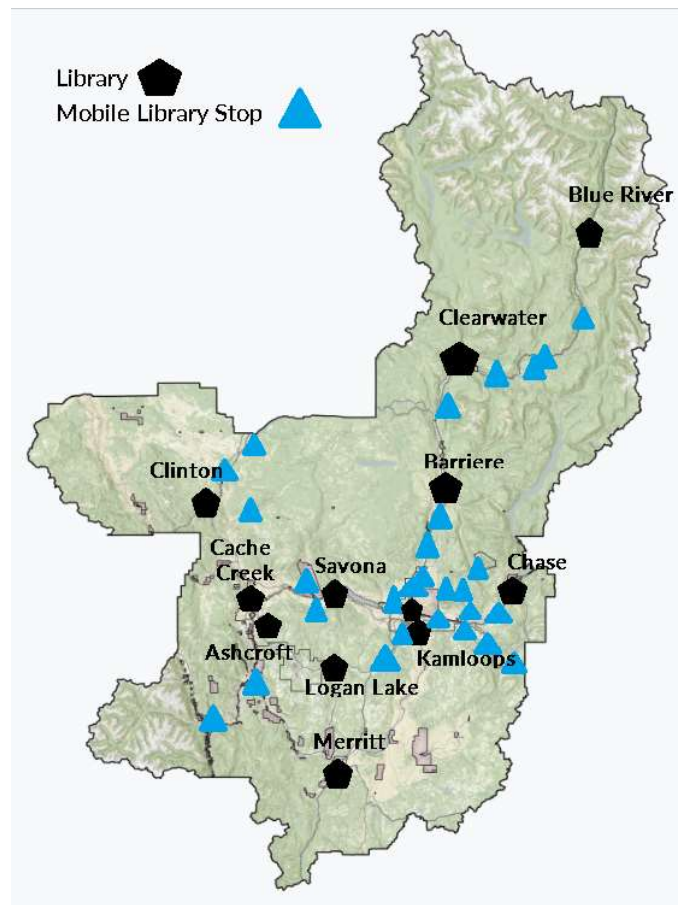 Library
Mobile Library Stop
Blue River
Clearwater
Barriere
Clinton
Cache
Creek
Savona
Chase
Ashcroft
Kamloops
Logan Lake
Merritt